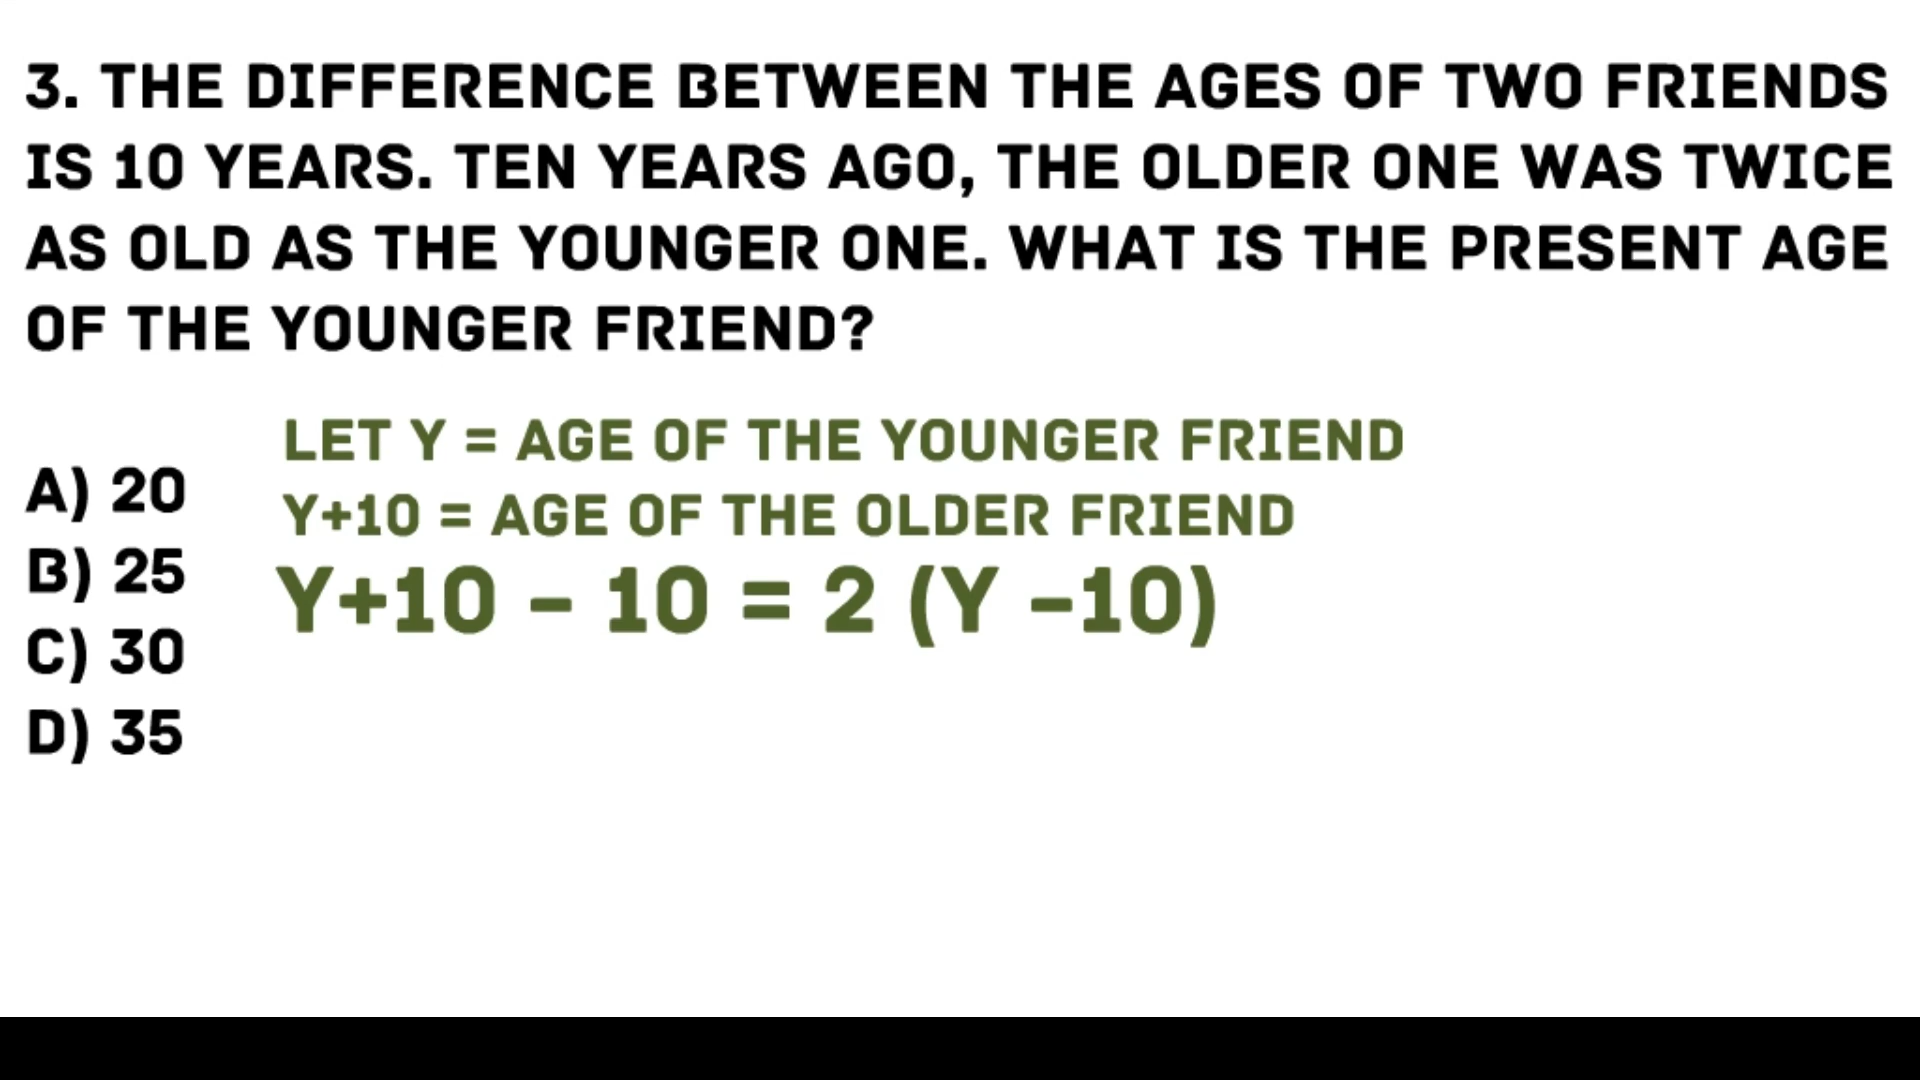 3. THE DIFFERENCE BETWEEN THE AGES OF TWO FRIENDS
IS 10 YEARS. TEN YEARS AGO, THE OLDER ONE WAS TWICE
AS OLD AS THE YOUNGER ONE. WHAT IS THE PRESENT AGE
OF THE YOUNGER FRIEND?
A) 20
B) 25
C) 30
D) 35
LET Y = AGE OF THE YOUNGER FRIEND
Y+10 = AGE OF THE OLDER FRIEND
Y+10 – 10 = 2 (Y –10)